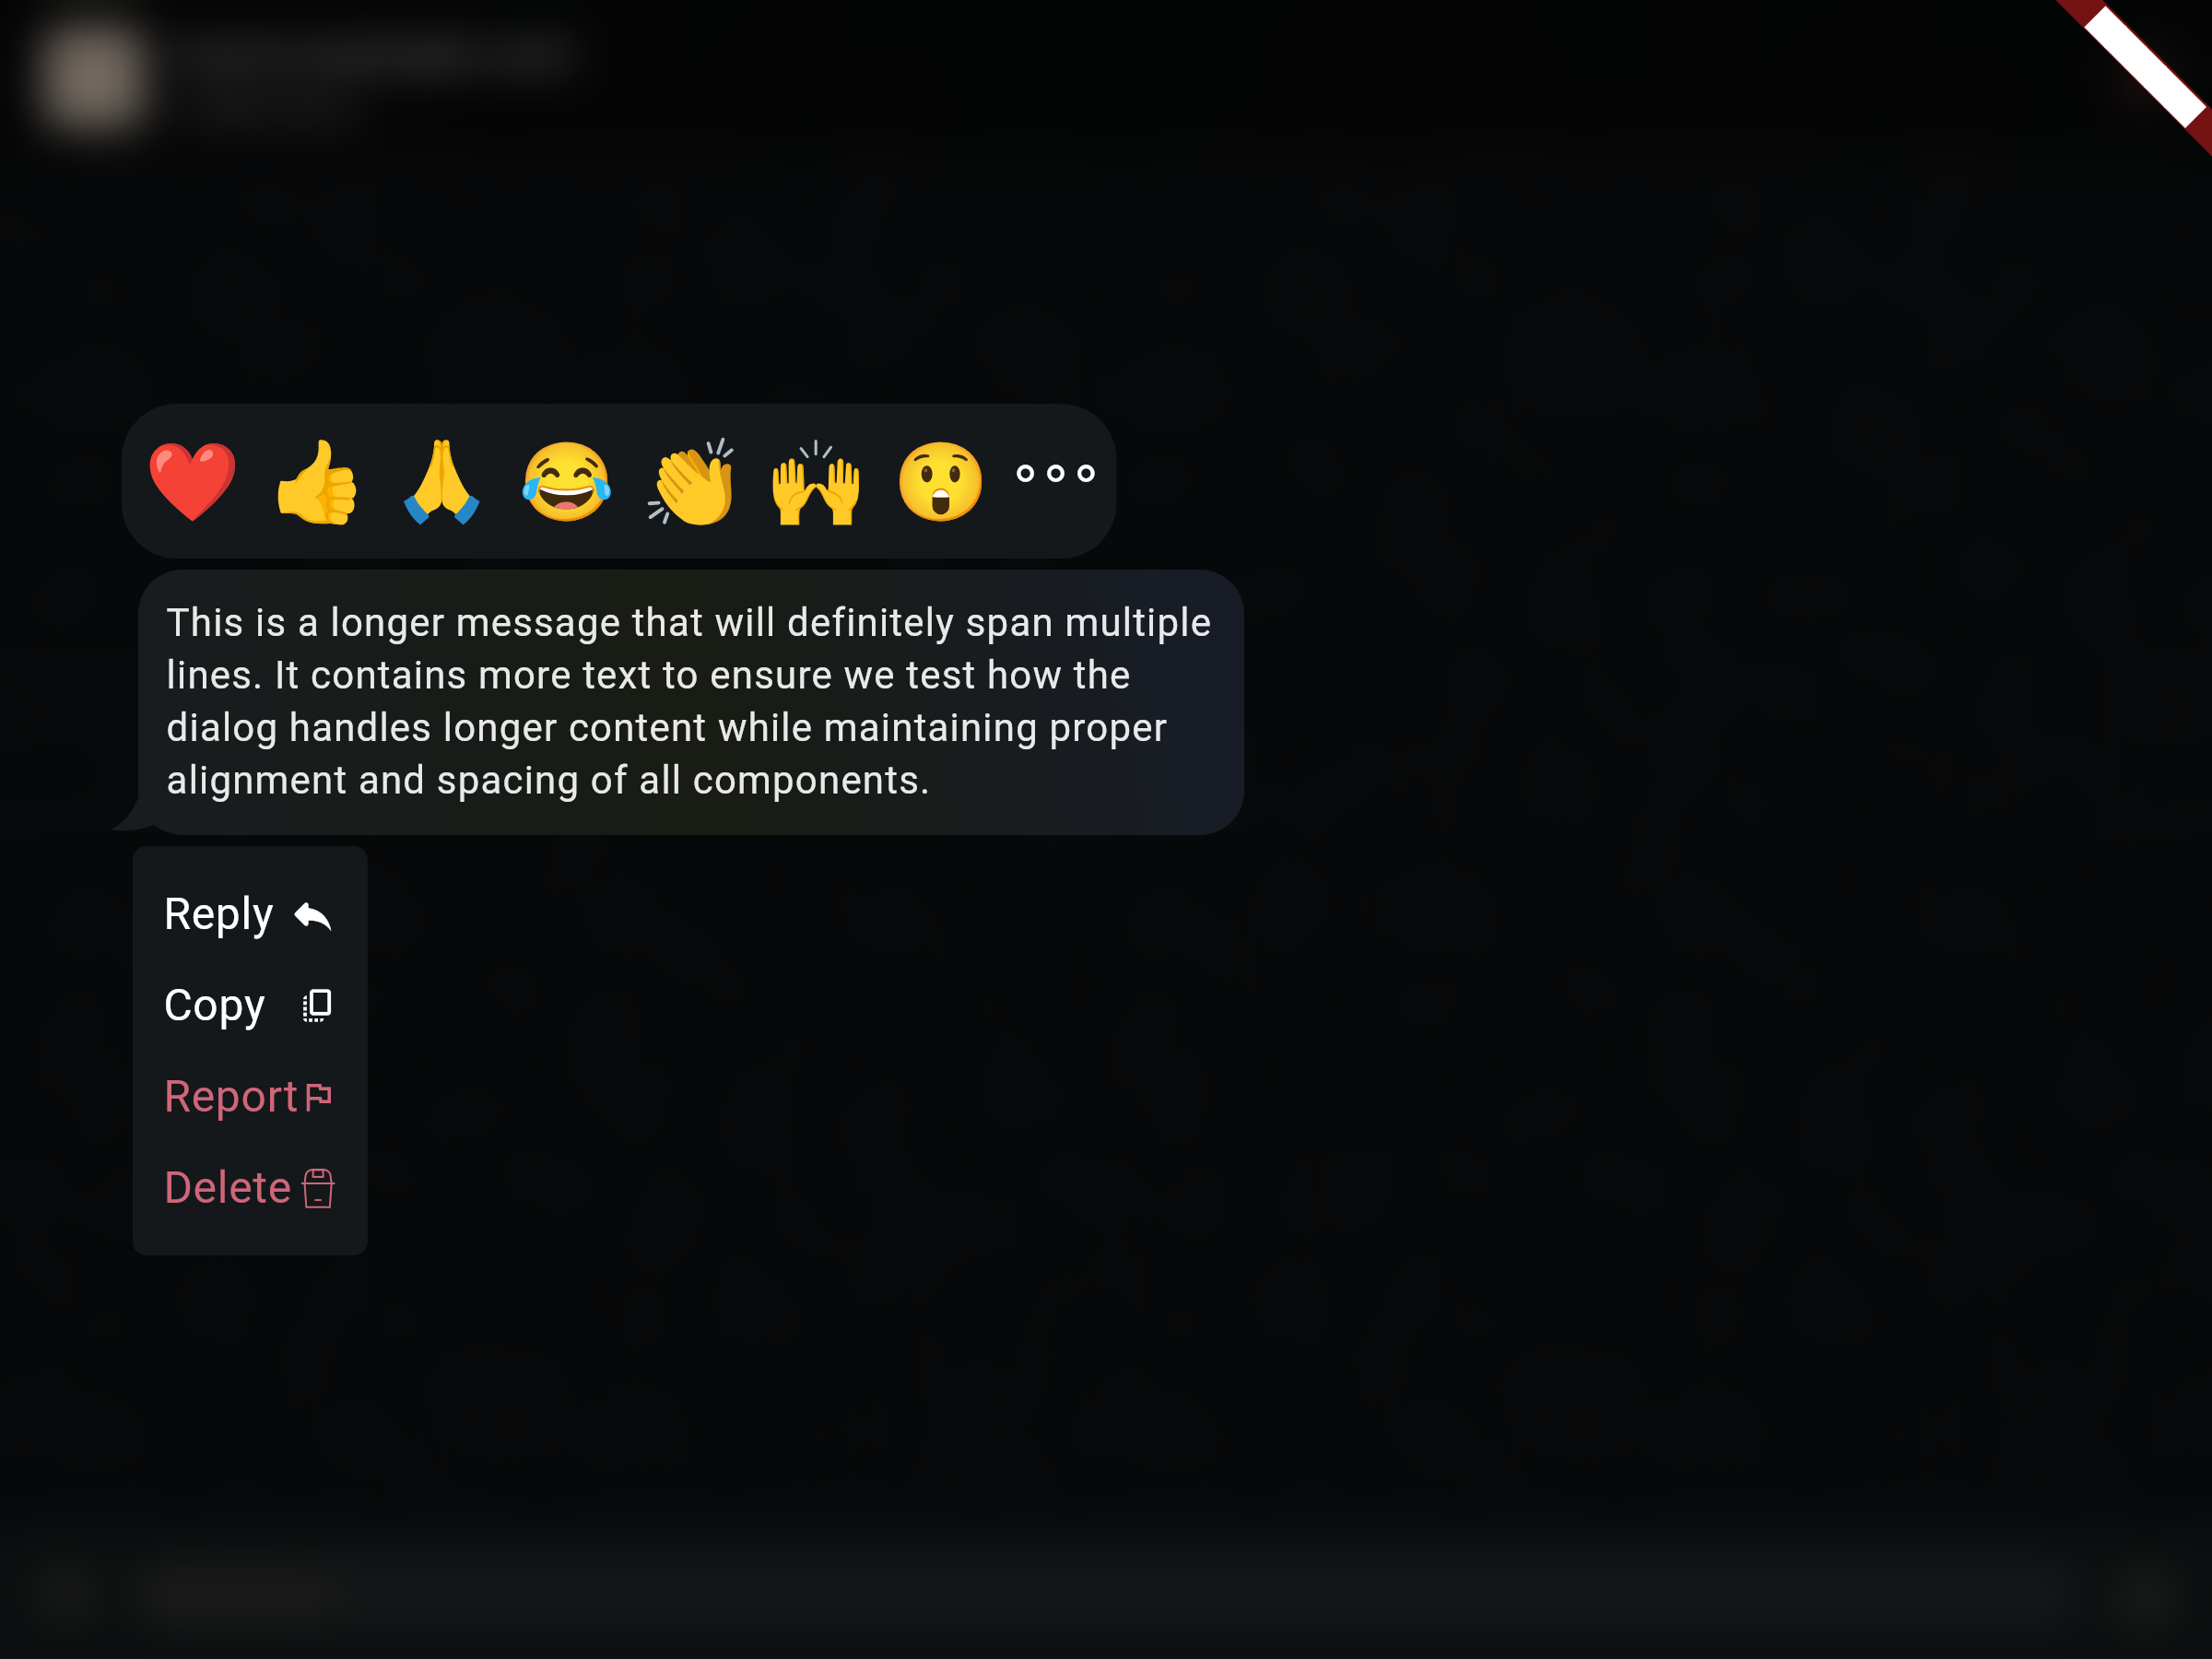 This is a longer message that will definitely span multiple
lines. It contains more text to ensure we test how the
dialog handles longer content while maintaining proper
alignment and spacing of all components.
Reply
Copy
Report
Delete